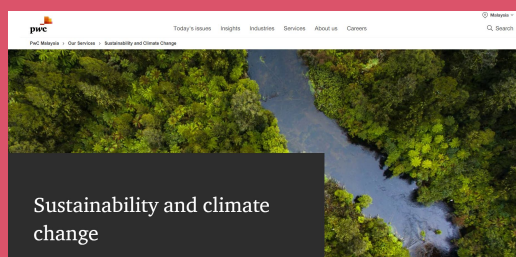 Malaysia
pwc
Today's issues Insights Industries Services About us Careers
Search
PwC Malaysia › Our Services › Sustainability and Climate Change
Sustainability and climate
change